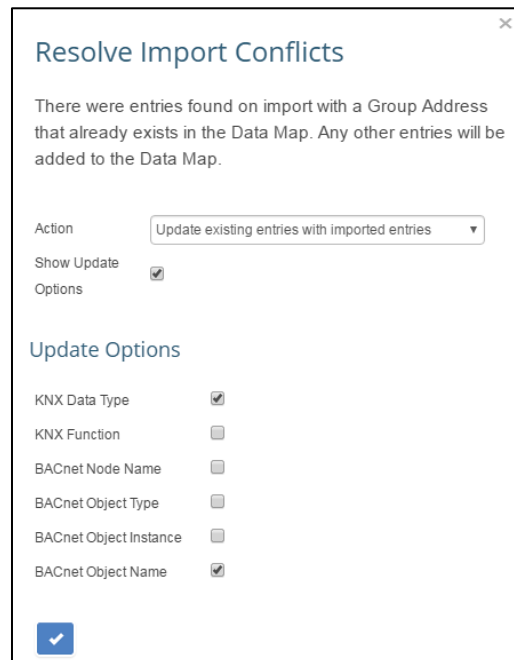 Resolve Import Conflicts
There were entries found on import with a Group Address
that already exists in the Data Map. Any other entries will be
added to the Data Map.
Action
Update existing entries with imported entries
Show Update
Options
Update Options
KNX Data Type
KNX Function
BACnet Node Name
BACnet Object Type
BACnet Object Instance
BACnet Object Name